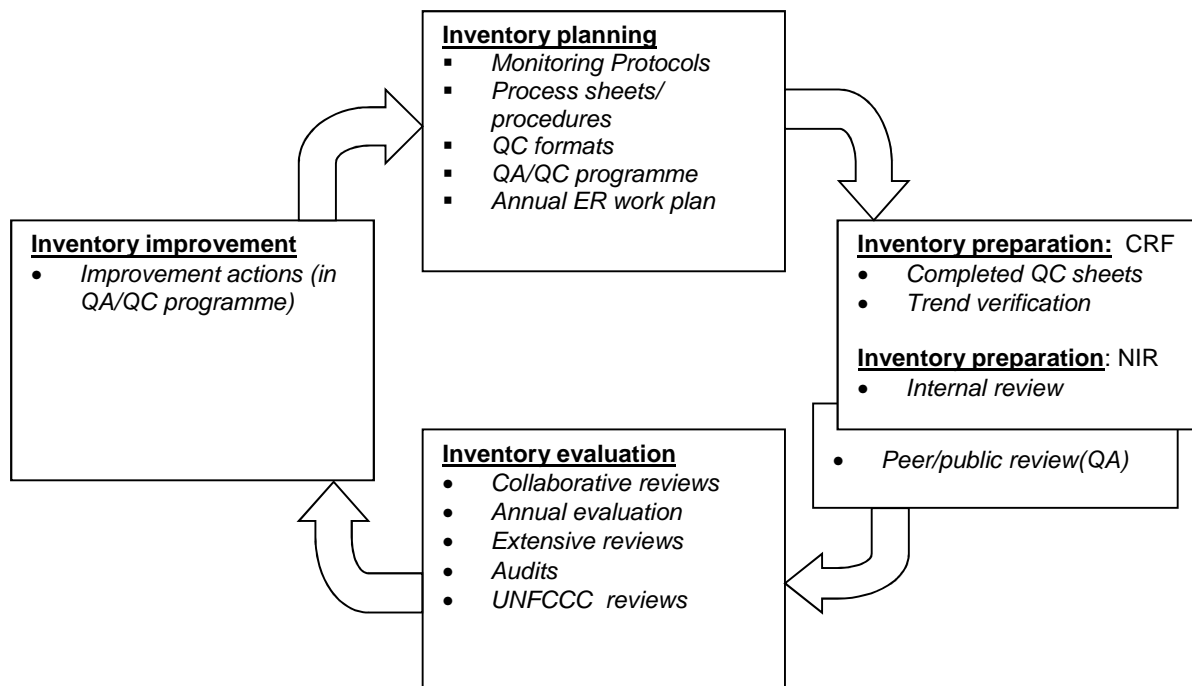 Inventory planning
▪ Monitoring Protocols
▪ Process sheets/
procedures
▪ QC formats
▪ QA/QC programme
▪ Annual ER work plan
Inventory preparation: CRF
• Completed QC sheets
• Trend verification
Inventory preparation: NIR
• Internal review
• Peer/public review(QA)
Inventory evaluation
• Collaborative reviews
• Annual evaluation
• Extensive reviews
• Audits
• UNFCCC reviews
Inventory improvement
• Improvement actions (in
QA/QC programme)